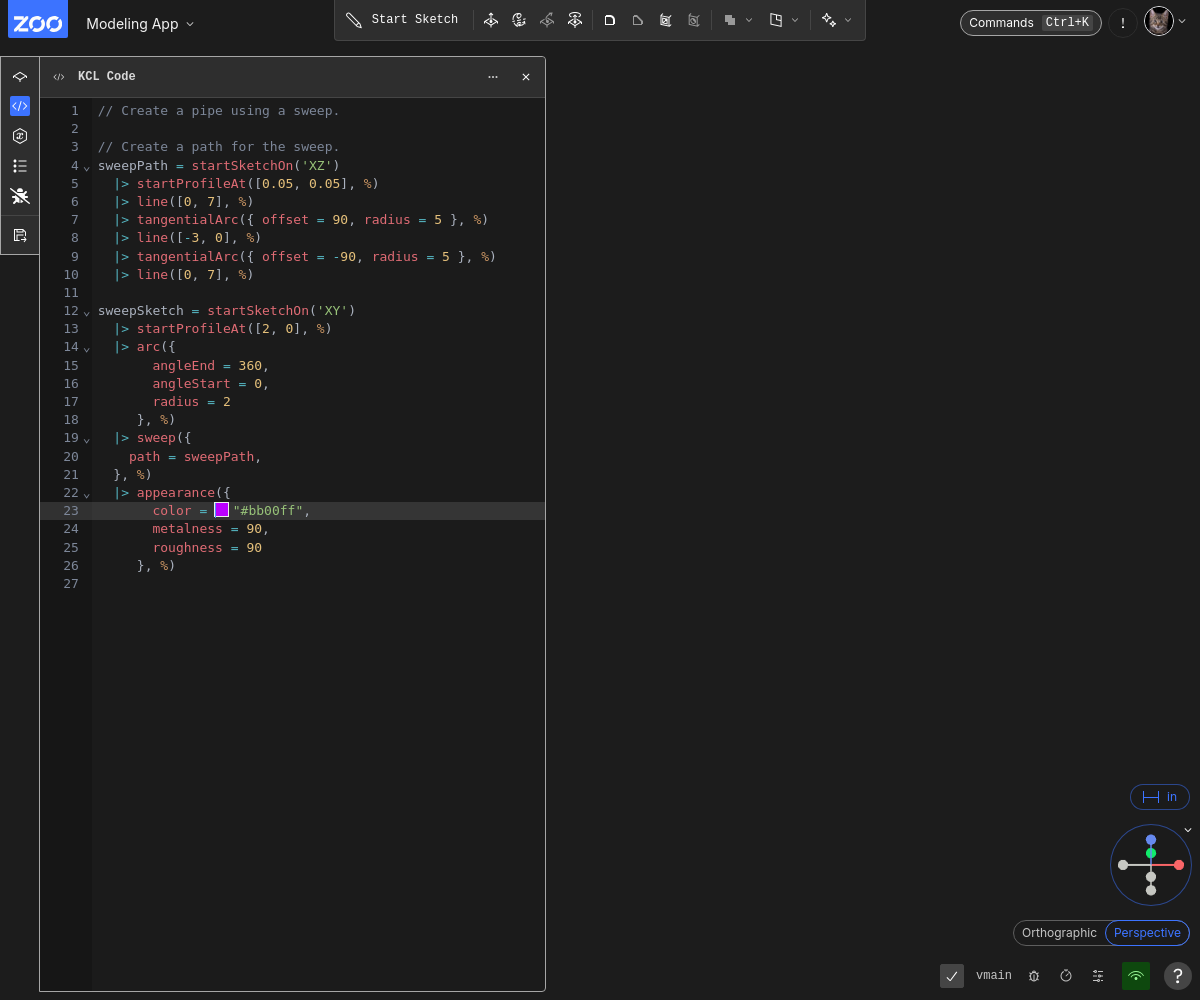 ZOO
Modeling App
Start Sketch
Commands Ctrl+K
!
KCL Code
1 // Create a pipe using a sweep.
2
3 // Create a path for the sweep.
4 sweepPath = startSketchOn('XZ')
5   |> startProfileAt([0.05, 0.05], %)
6   |> line([0, 7], %)
7   |> tangentialArc({ offset = 90, radius = 5 }, %)
8   |> line([-3, 0], %)
9   |> tangentialArc({ offset = -90, radius = 5 }, %)
10   |> line([0, 7], %)
11
12 sweepSketch = startSketchOn('XY')
13   |> startProfileAt([2, 0], %)
14   |> arc({
15        angleEnd = 360,
16        angleStart = 0,
17        radius = 2
18      }, %)
19   |> sweep({
20     path = sweepPath,
21   }, %)
22   |> appearance({
23        color = "#bb00ff",
24        metalness = 90,
25        roughness = 90
26      }, %)
27
in
Orthographic Perspective
vmain
?